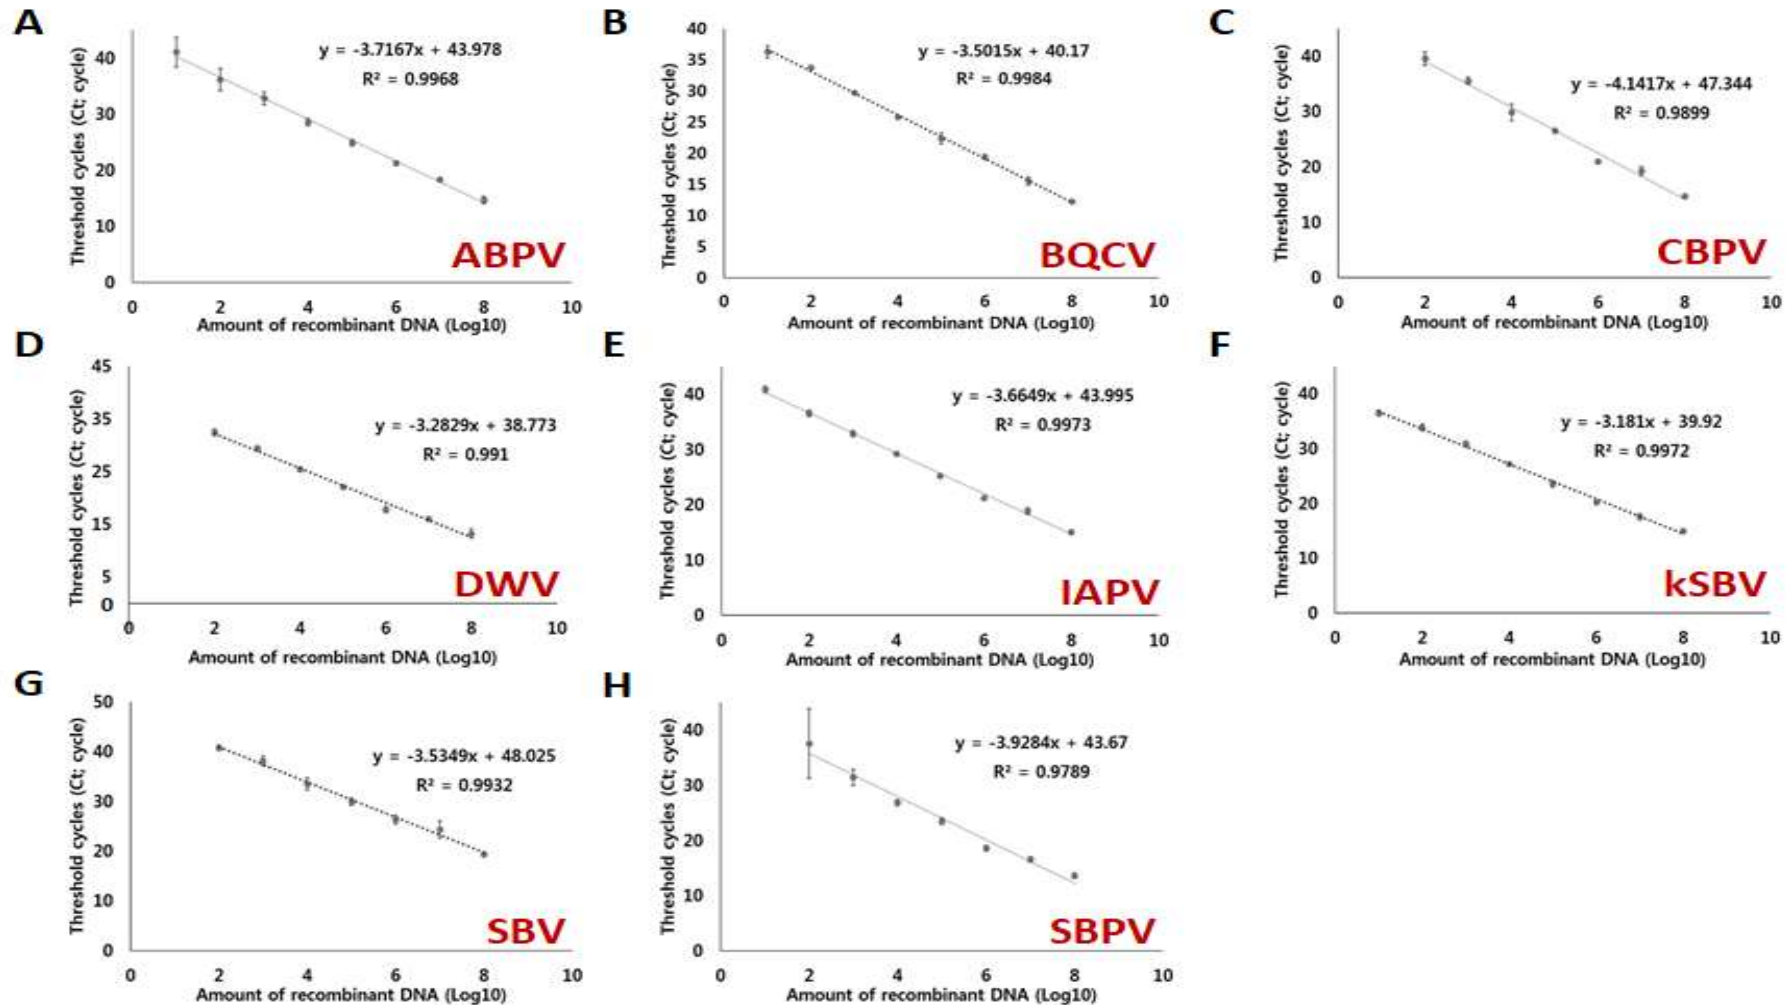 A
Threshold cycles (Ct; cycle)
40
30
20
10
0
y = -3.7167x + 43.978
R² = 0.9968
ABPV
0 2 4 6 8 10
Amount of recombinant DNA (Log10)
B
Threshold cycles (Ct; cycle)
40
35
30
25
20
15
10
5
0
y = -3.5015x + 40.17
R² = 0.9984
BQCV
0 2 4 6 8 10
Amount of recombinant DNA (Log10)
C
Threshold cycles (Ct; cycle)
40
30
20
10
0
y = -4.1417x + 47.344
R² = 0.9899
CBPV
0 2 4 6 8 10
Amount of recombinant DNA (Log10)
D
Threshold cycles (Ct; cycle)
45
35
25
15
5
0
y = -3.2829x + 38.773
R² = 0.991
DWV
0 2 4 6 8 10
Amount of recombinant DNA (Log10)
E
Threshold cycles (Ct; cycle)
40
30
20
10
0
y = -3.6649x + 43.995
R² = 0.9973
IAPV
0 2 4 6 8 10
Amount of recombinant DNA (Log10)
F
Threshold cycles (Ct; cycle)
40
30
20
10
0
y = -3.181x + 39.92
R² = 0.9972
kSBV
0 2 4 6 8 10
Amount of recombinant DNA (Log10)
G
Threshold cycles (Ct; cycle)
50
40
30
20
10
0
y = -3.5349x + 48.025
R² = 0.9932
SBV
0 2 4 6 8 10
Amount of recombinant DNA (Log10)
H
Threshold cycles (Ct; cycle)
40
30
20
10
0
y = -3.9284x + 43.67
R² = 0.9789
SBPV
0 2 4 6 8 10
Amount of recombinant DNA (Log10)